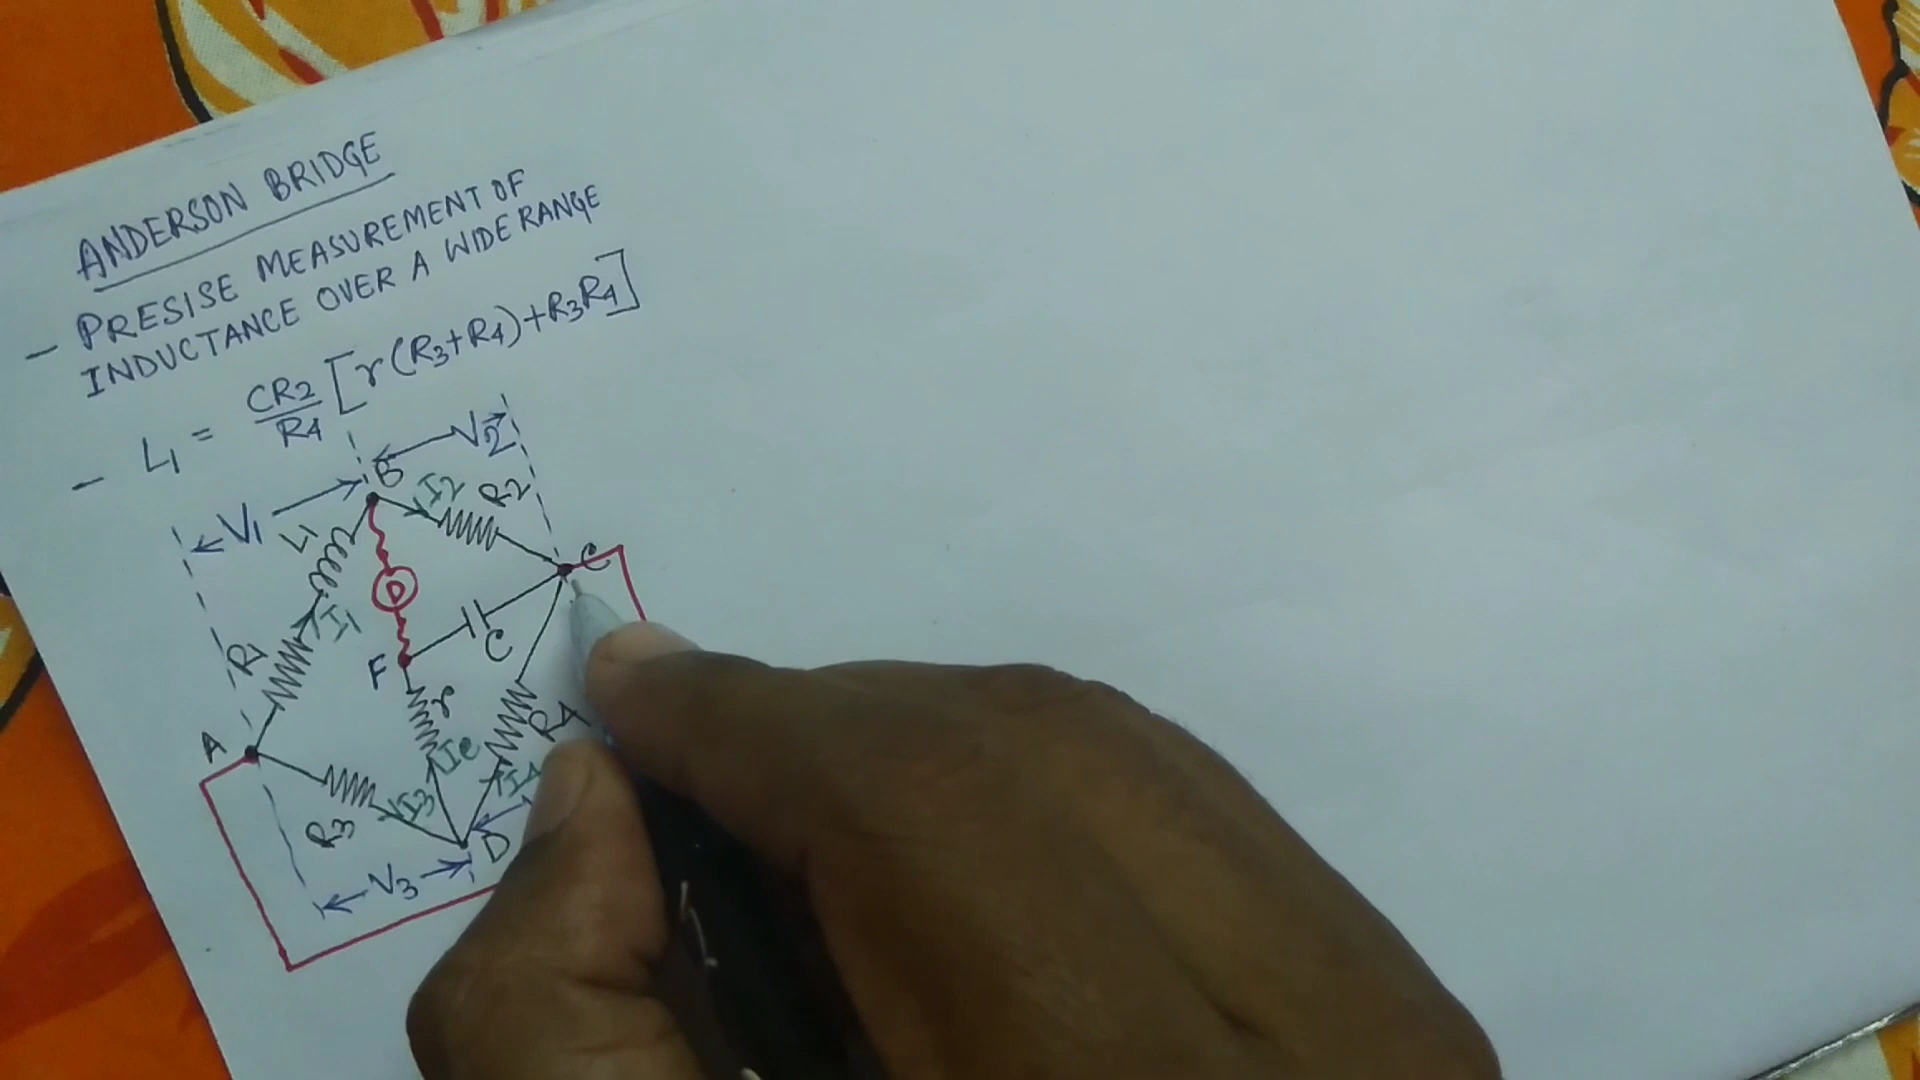 ANDERSON BRIDGE
- PRESISE MEASUREMENT OF
INDUCTANCE OVER A WIDE RANGE
- L1 = CR2/R4 [r(R3+R4)+R3R4]
V2
B
V1
L1
I2
R2
D
C
I1
C
R1
F
r
R4
A
Ie
I4
I3
R3
D
V3